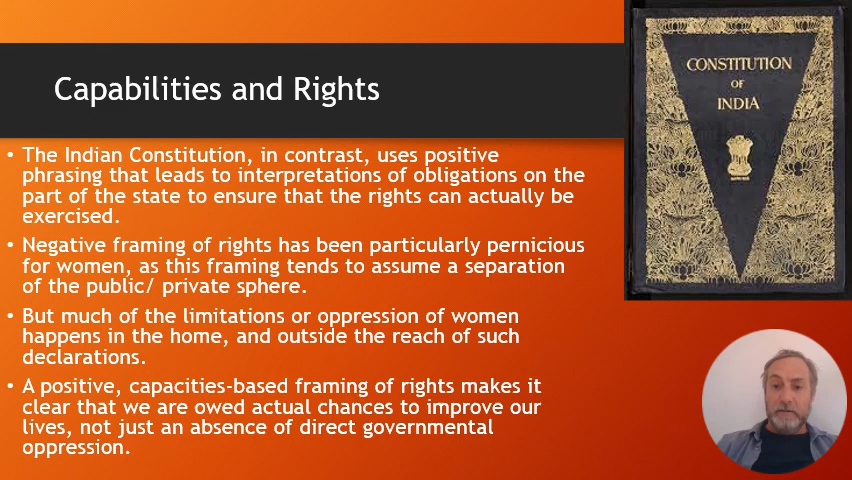 Capabilities and Rights
• The Indian Constitution, in contrast, uses positive
phrasing that leads to interpretations of obligations on the
part of the state to ensure that the rights can actually be
exercised.
• Negative framing of rights has been particularly pernicious
for women, as this framing tends to assume a separation
of the public/ private sphere.
• But much of the limitations or oppression of women
happens in the home, and outside the reach of such
declarations.
• A positive, capacities-based framing of rights makes it
clear that we are owed actual chances to improve our
lives, not just an absence of direct governmental
oppression.
CONSTITUTION
OF
INDIA